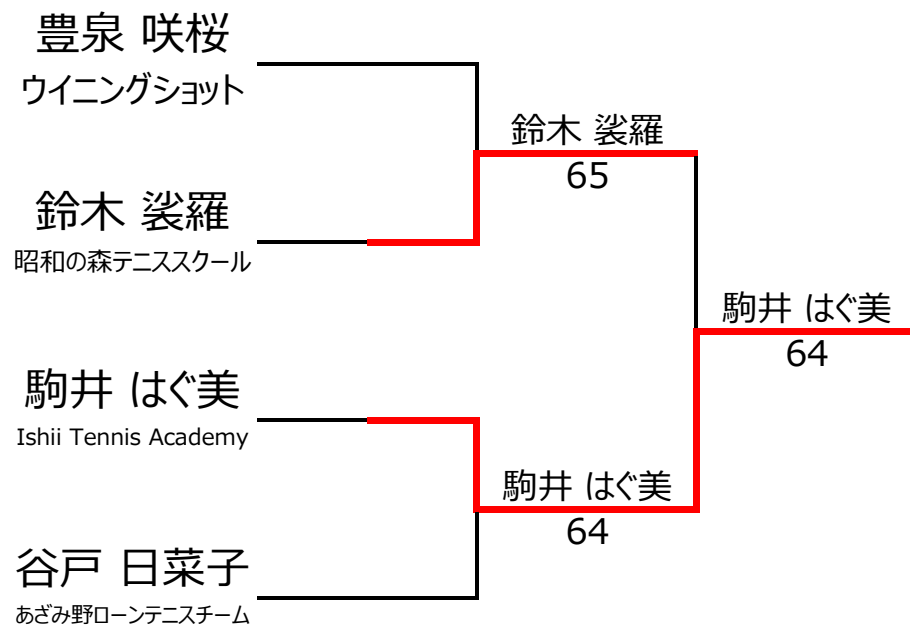 豊泉 咲桜
ウイニングショット
鈴木 裟羅
65
鈴木 裟羅
昭和の森テニススクール
駒井 はぐ美
64
駒井 はぐ美
Ishii Tennis Academy
駒井 はぐ美
64
谷戸 日菜子
あざみ野ローンテニスチーム